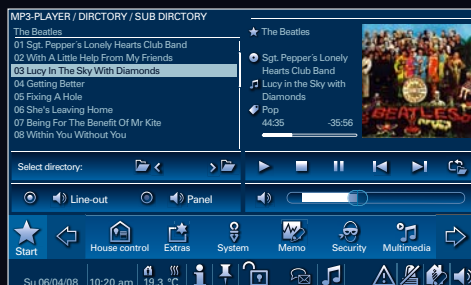 MP3-PLAYER / DIRCTORY / SUB DIRCTORY
The Beatles
01 Sgt. Pepper's Lonely Hearts Club Band
02 With A Little Help From My Friends
03 Lucy In The Sky With Diamonds
04 Getting Better
05 Fixing A Hole
06 She's Leaving Home
07 Being For The Benefit Of Mr Kite
08 Within You Without You
The Beatles
Sgt. Pepper's Lonely
Hearts Club Band
Lucy in the Sky with
Diamonds
Pop
44:35 -35:56
BEATLES
Select directory:
Line-out Panel
Start House control Extras System Memo Security Multimedia
Su 06/04/08 10:20 am 19.3 °C